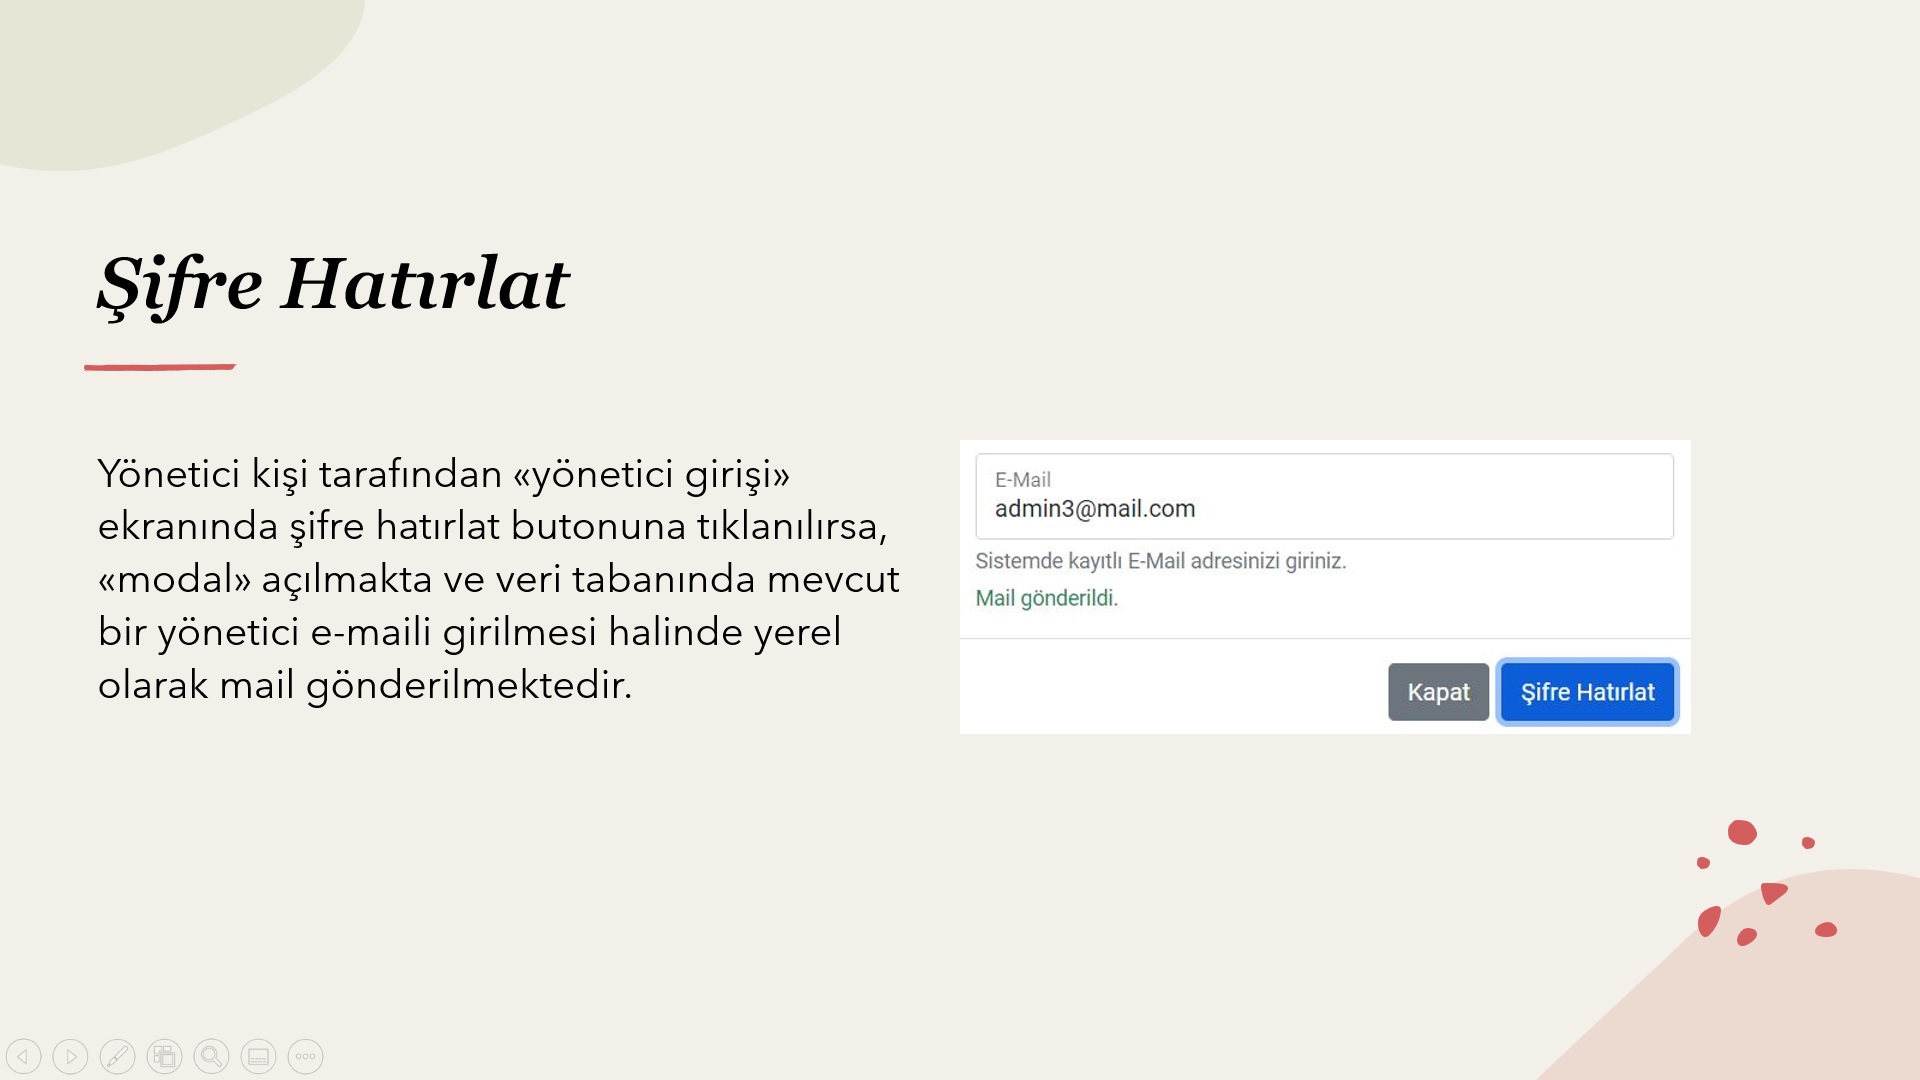 Şifre Hatırlat
Yönetici kişi tarafından «yönetici girişi»
ekranında şifre hatırlat butonuna tıklanılırsa,
«modal» açılmakta ve veri tabanında mevcut
bir yönetici e-maili girilmesi halinde yerel
olarak mail gönderilmektedir.
E-Mail
admin3@mail.com
Sistemde kayıtlı E-Mail adresinizi giriniz.
Mail gönderildi.
Kapat
Şifre Hatırlat